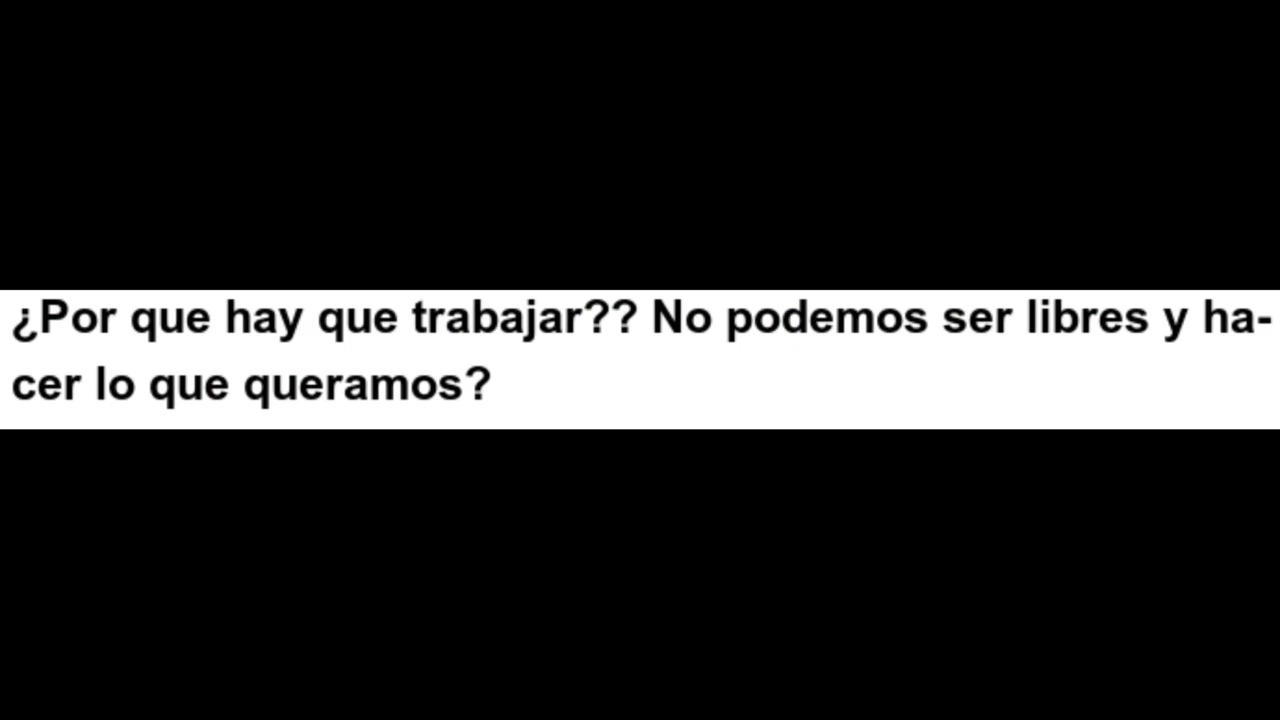 ¿Por que hay que trabajar?? No podemos ser libres y ha-
cer lo que queramos?